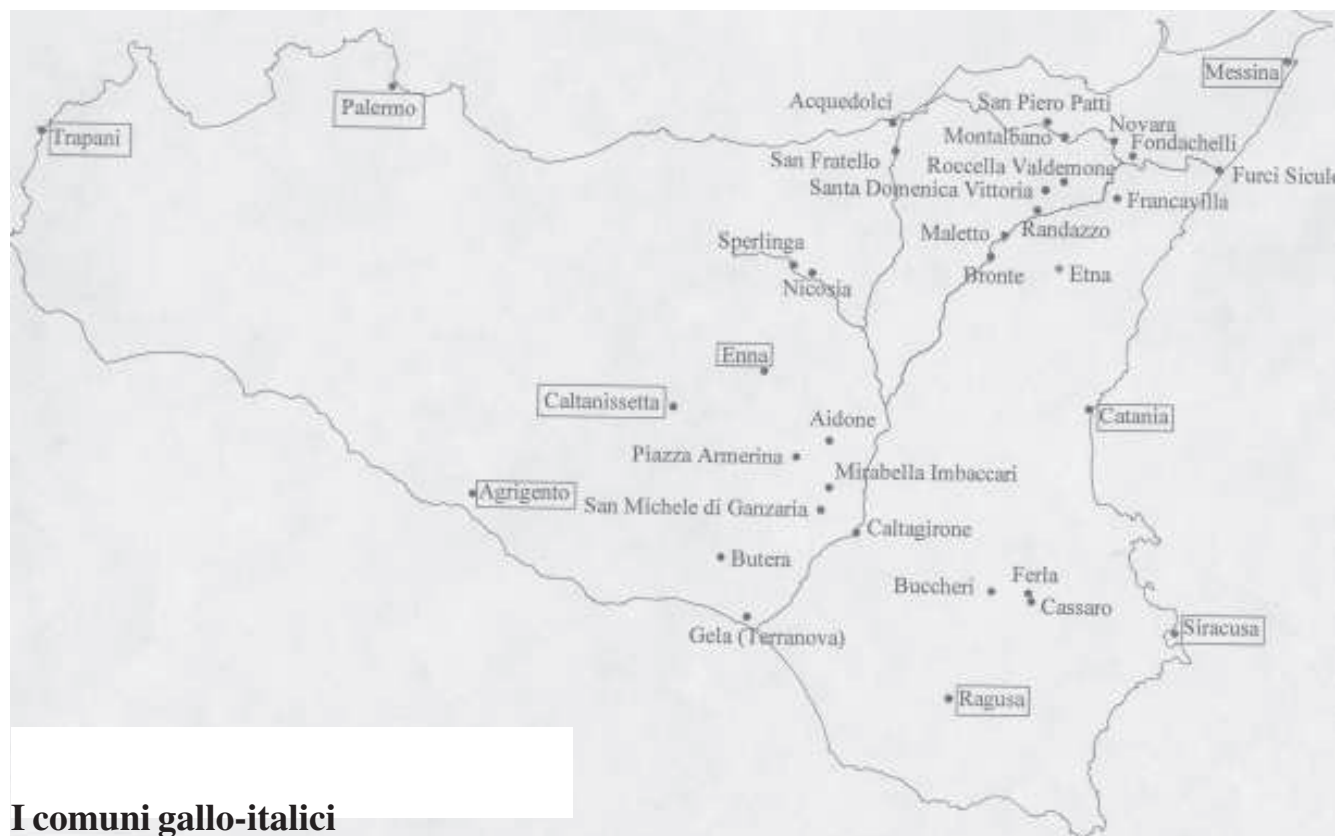 Messina
Palermo
Acquedolci
San Piero Patti
Trapani
Montalbano
Novara
Fondachelli
San Fratello
Roccella Valdemone
Furci Sicul
Santa Domenica Vittoria
Francavilla
Maletto
Randazzo
Sperlinga
Bronte
Etna
Nicosia
Enna
Caltanissetta
Catania
Aidone
Piazza Armerina
Mirabella Imbaccari
Agrigento
San Michele di Ganzaria
Caltagirone
Butera
Ferla
Buccheri
Cassaro
Gela (Terranova)
Siracusa
Ragusa
I comuni gallo-italici